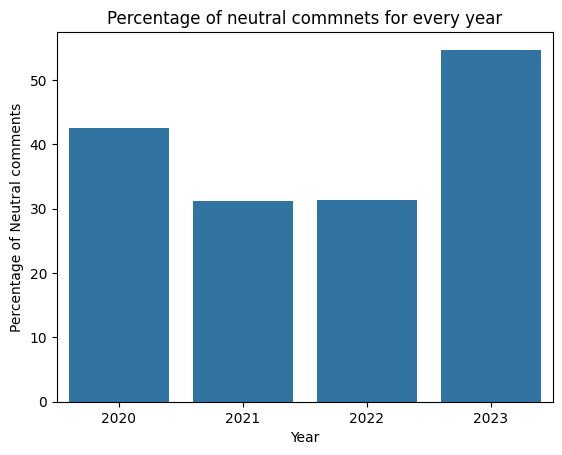 Percentage of neutral commnets for every year
Percentage of Neutral comments
50
40
30
20
10
0
2020 2021 2022 2023
Year